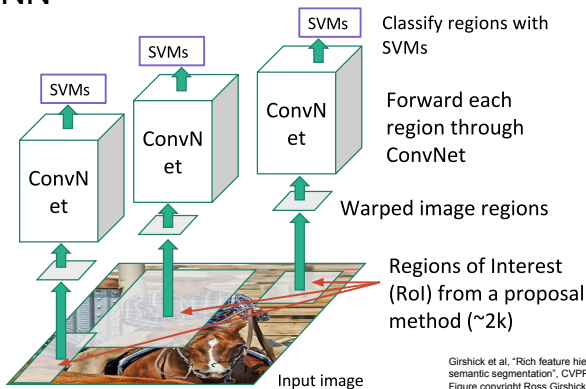 SVMs
Classify regions with
SVMs
SVMs
SVMs
ConvN
et
ConvN
et
ConvN
et
Forward each
region through
ConvNet
Warped image regions
Regions of Interest
(RoI) from a proposal
method (~2k)
Input image
Girshick et al, “Rich feature hie
semantic segmentation”, CVPR
Figure copyright Ross Girshick